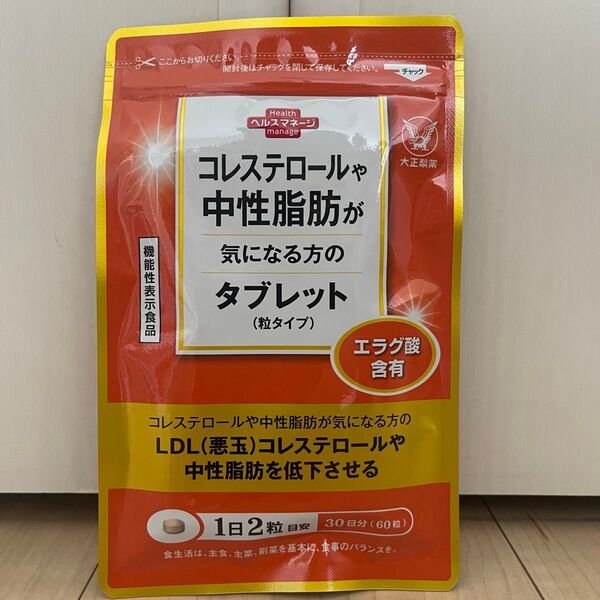 ここからお切りください
開封後はチャックを閉じて保存してください。
チャック
Health
ヘルスマネージ
manage
大正製薬
コレステロールや
中性脂肪が
気になる方の
タブレット
(粒タイプ)
機能性表示食品
エラグ酸
含有
コレステロールや中性脂肪が気になる方の
LDL(悪玉)コレステロールや
中性脂肪を低下させる
1日2粒 目安 30日分(60粒)
食生活は、主食、主菜、副菜を基本に、食事のバランスを。